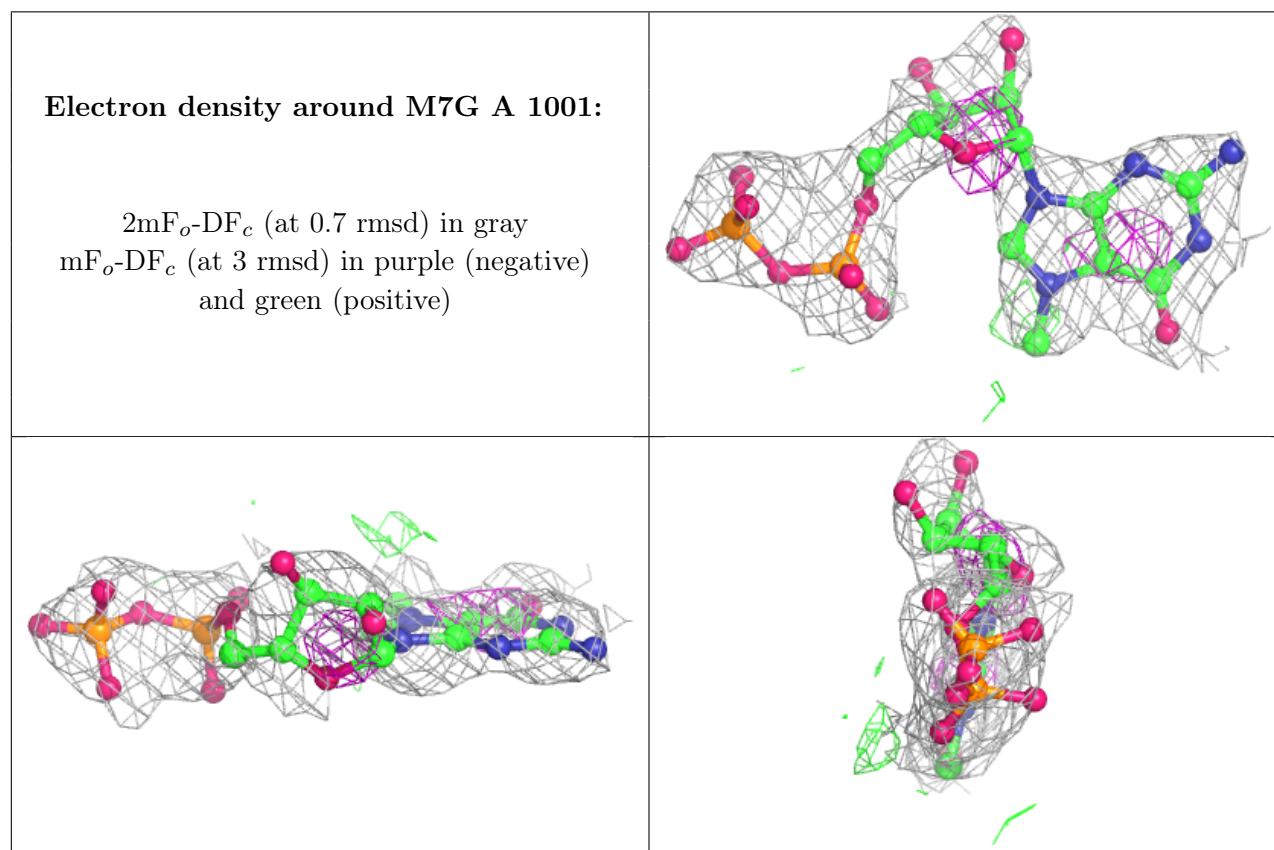 Electron density around M7G A 1001:
2mFo-DFc (at 0.7 rmsd) in gray
mFo-DFc (at 3 rmsd) in purple (negative)
and green (positive)